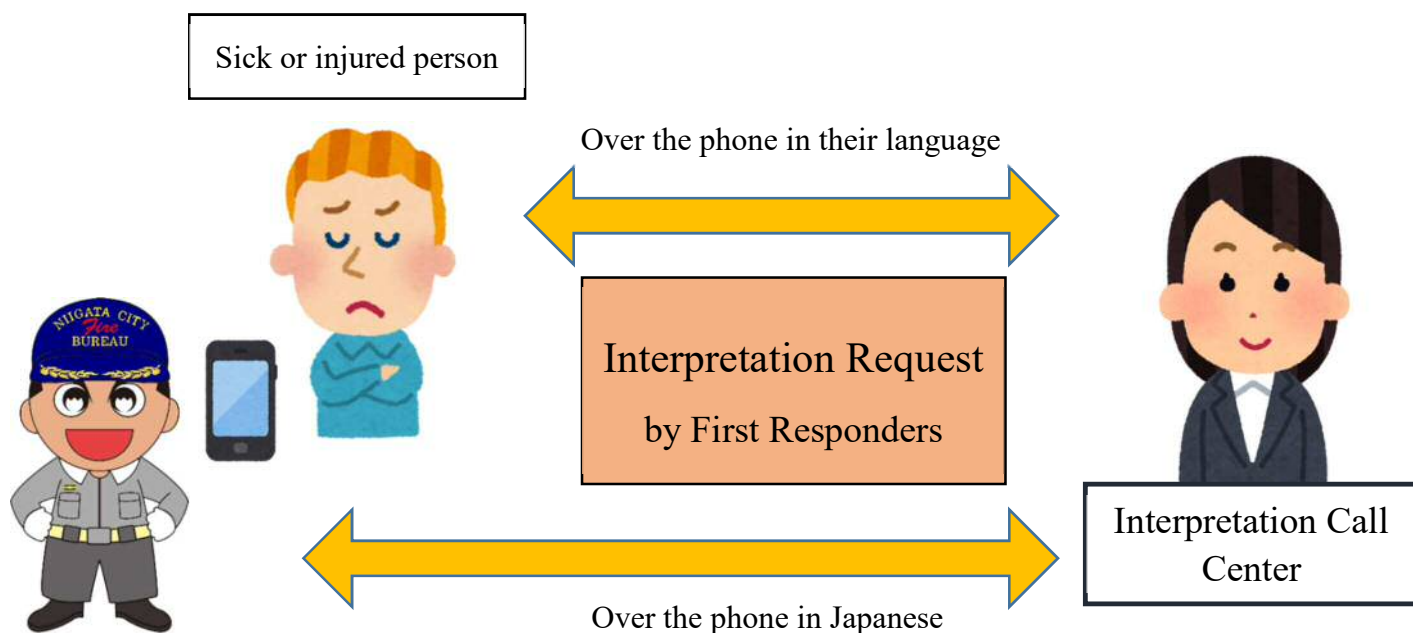 Sick or injured person
Over the phone in their language
NIIGATA CITY
Fire
BUREAU
Interpretation Request
by First Responders
Interpretation Call
Center
Over the phone in Japanese